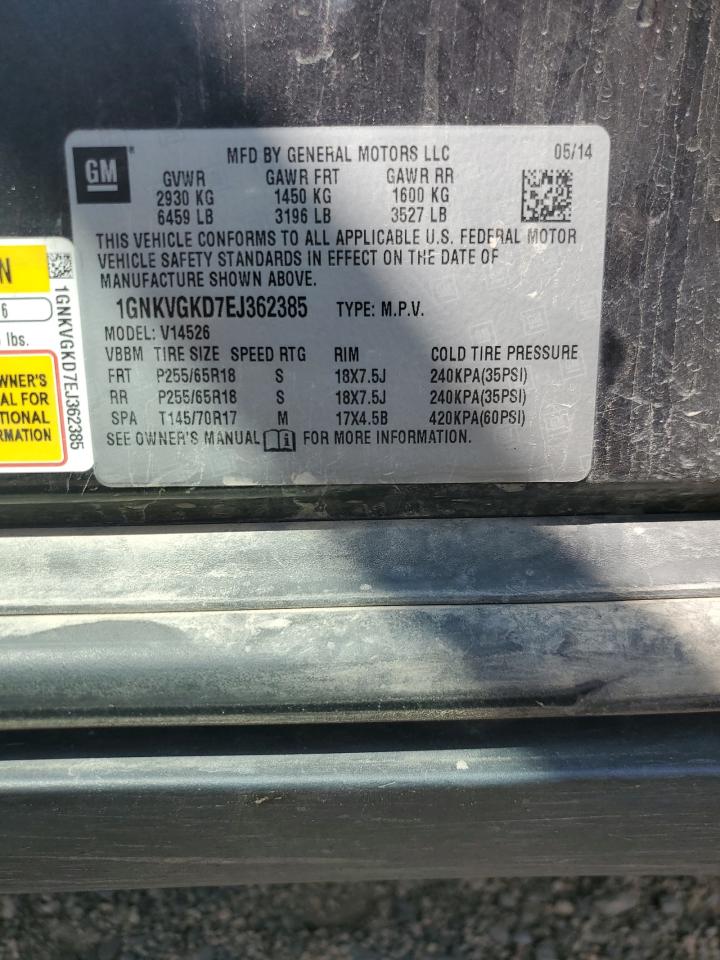 GM
MFD BY GENERAL MOTORS LLC 05/14
GVWR GAWR FRT GAWR RR
2930 KG 1450 KG 1600 KG
6459 LB 3196 LB 3527 LB
THIS VEHICLE CONFORMS TO ALL APPLICABLE U.S. FEDERAL MOTOR
VEHICLE SAFETY STANDARDS IN EFFECT ON THE DATE OF
MANUFACTURE SHOWN ABOVE.
1GNKVGKD7EJ362385 TYPE: M.P.V.
MODEL: V14526
VBBM TIRE SIZE SPEED RTG RIM COLD TIRE PRESSURE
FRT P255/65R18 S 18X7.5J 240KPA(35PSI)
RR P255/65R18 S 18X7.5J 240KPA(35PSI)
SPA T145/70R17 M 17X4.5B 420KPA(60PSI)
SEE OWNER'S MANUAL FOR MORE INFORMATION.
N
6
lbs.
WNER'S
AL FOR
TIONAL
RMATION
1GNKVGKD7EJ362385